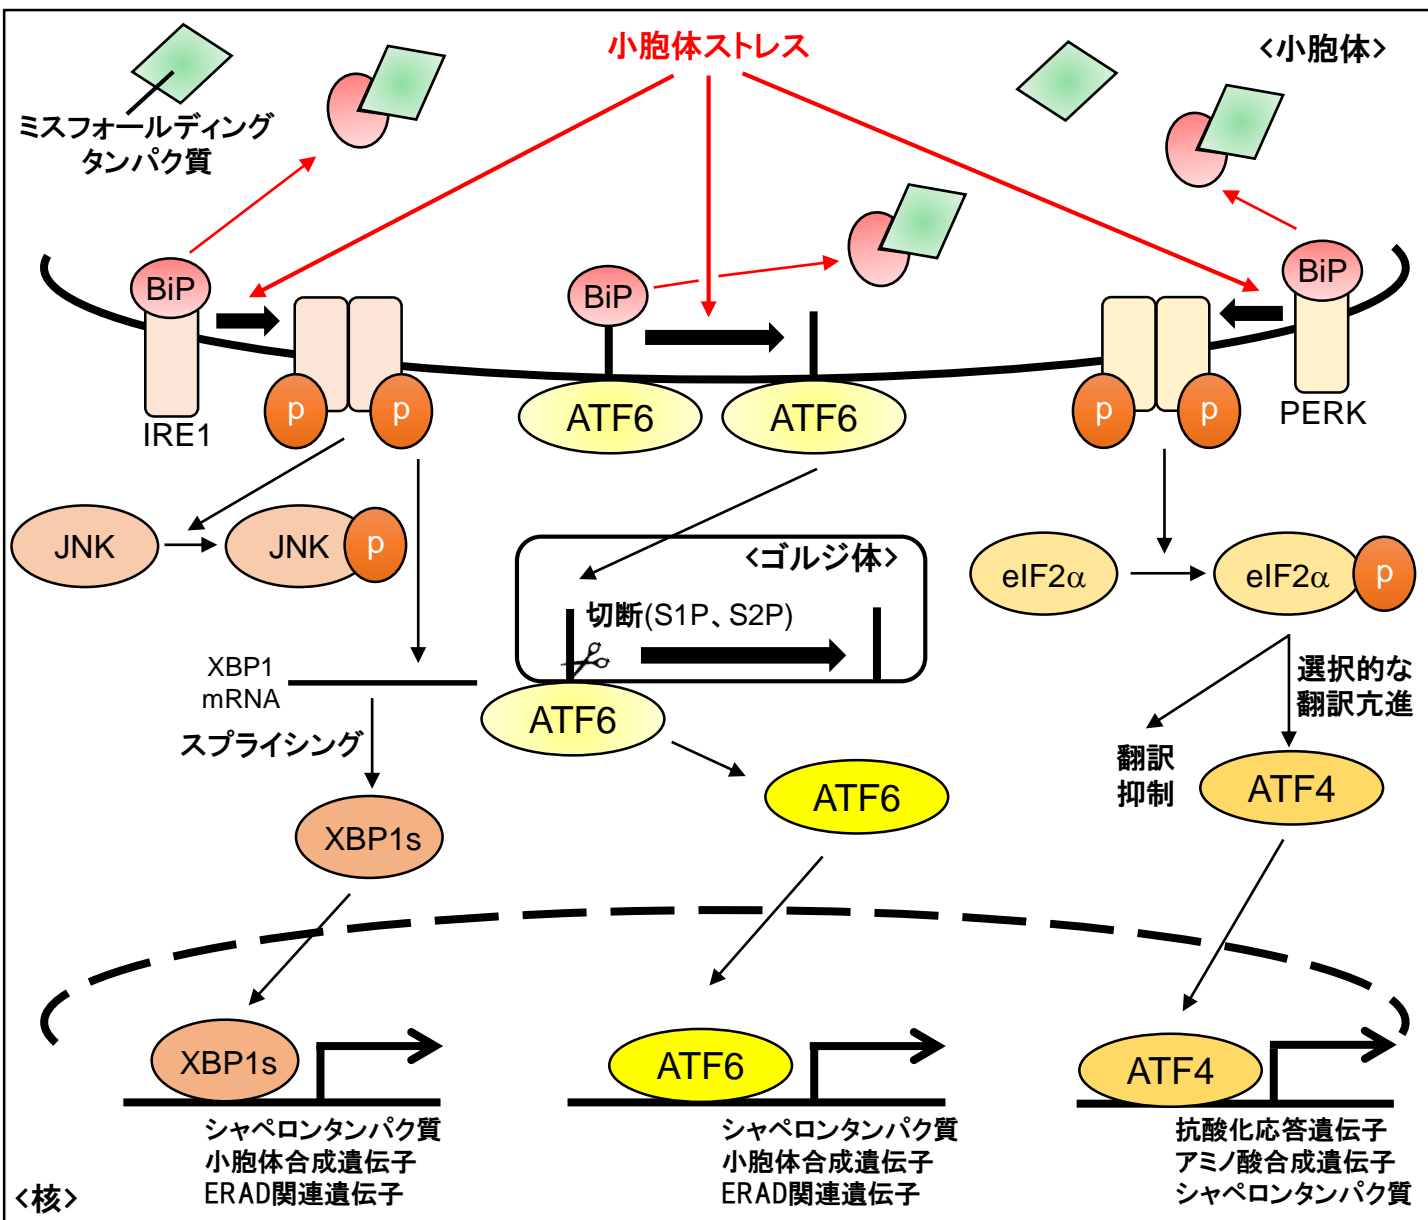 小胞体ストレス
<小胞体>
ミスフォールディング
タンパク質
BiP
BiP
BiP
p
p
ATF6
ATF6
p
p
IRE1
PERK
JNK
JNK
p
<ゴルジ体>
切断(S1P、S2P)
eIF2α
eIF2α
p
XBP1
mRNA
ATF6
スプライシング
選択的な
翻訳亢進
翻訳
抑制
ATF6
ATF4
XBP1s
XBP1s
ATF6
ATF4
シャペロンタンパク質
小胞体合成遺伝子
ERAD関連遺伝子
シャペロンタンパク質
小胞体合成遺伝子
ERAD関連遺伝子
抗酸化応答遺伝子
アミノ酸合成遺伝子
シャペロンタンパク質
<核>